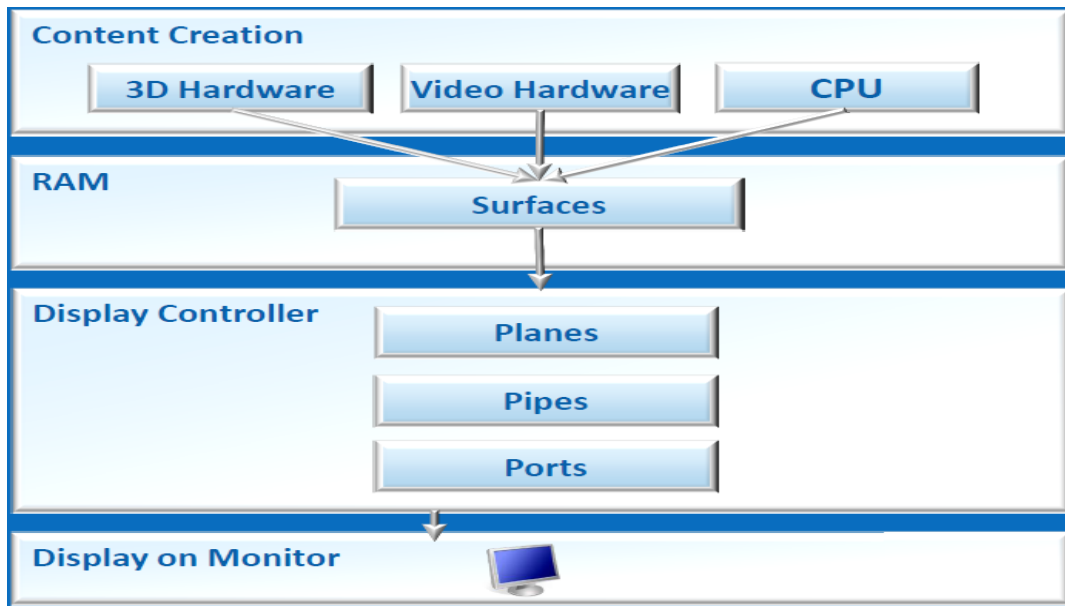 Content Creation
3D Hardware
Video Hardware
CPU
RAM
Surfaces
Display Controller
Planes
Pipes
Ports
Display on Monitor